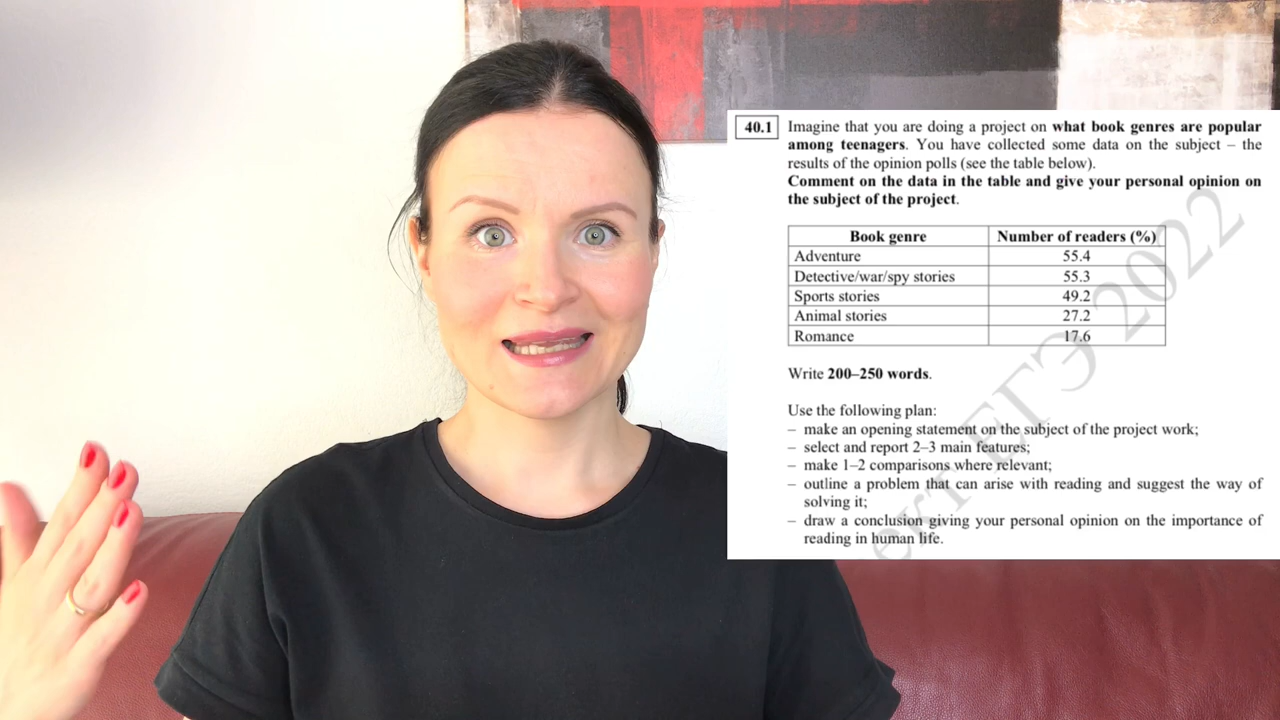 40.1 Imagine that you are doing a project on what book genres are popular
among teenagers. You have collected some data on the subject – the
results of the opinion polls (see the table below).
Comment on the data in the table and give your personal opinion on
the subject of the project.
Book genre Number of readers (%)
Adventure 55.4
Detective/war/spy stories 55.3
Sports stories 49.2
Animal stories 27.2
Romance 17.6
Write 200–250 words.
Use the following plan:
– make an opening statement on the subject of the project work;
– select and report 2–3 main features;
– make 1–2 comparisons where relevant;
– outline a problem that can arise with reading and suggest the way of
solving it;
– draw a conclusion giving your personal opinion on the importance of
reading in human life.
ЕГЭ 2022